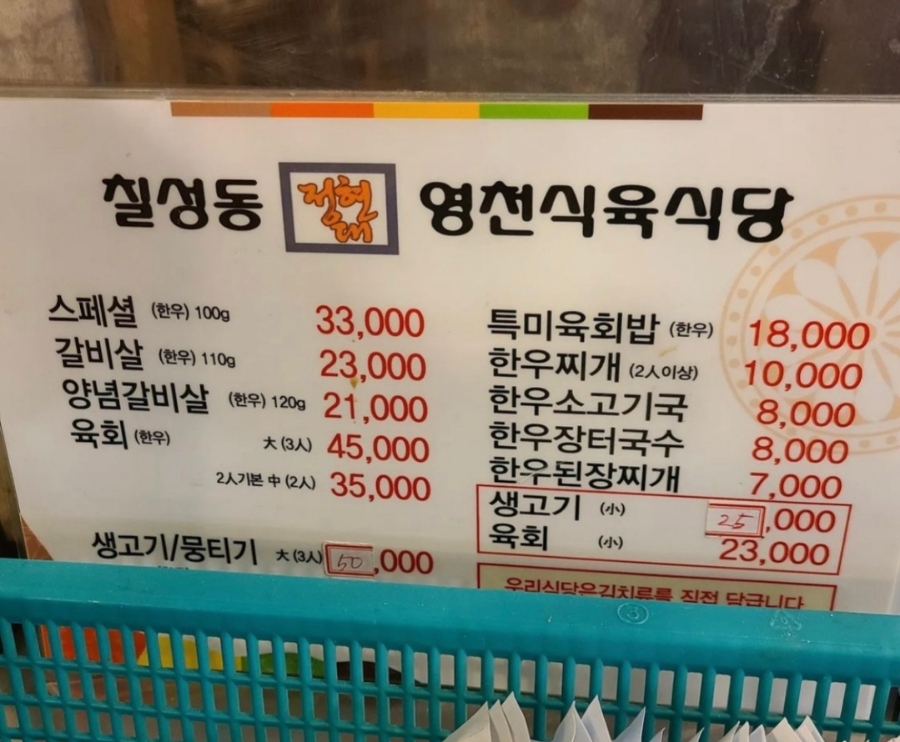 칠성동 정현태 영천식육식당
스페셜 (한우) 100g 33,000
갈비살 (한우) 110g 23,000
양념갈비살 (한우) 120g 21,000
육회 (한우) 大 (3人) 45,000
2人기본 中 (2人) 35,000
생고기/뭉티기 大 (3人) 50,000
특미육회밥 (한우) 18,000
한우찌개 (2人이상) 10,000
한우소고기국 8,000
한우장터국수 8,000
한우된장찌개 7,000
생고기 (小) 25,000
육회 (小) 23,000
우리식당은김치류를 직접 담급니다